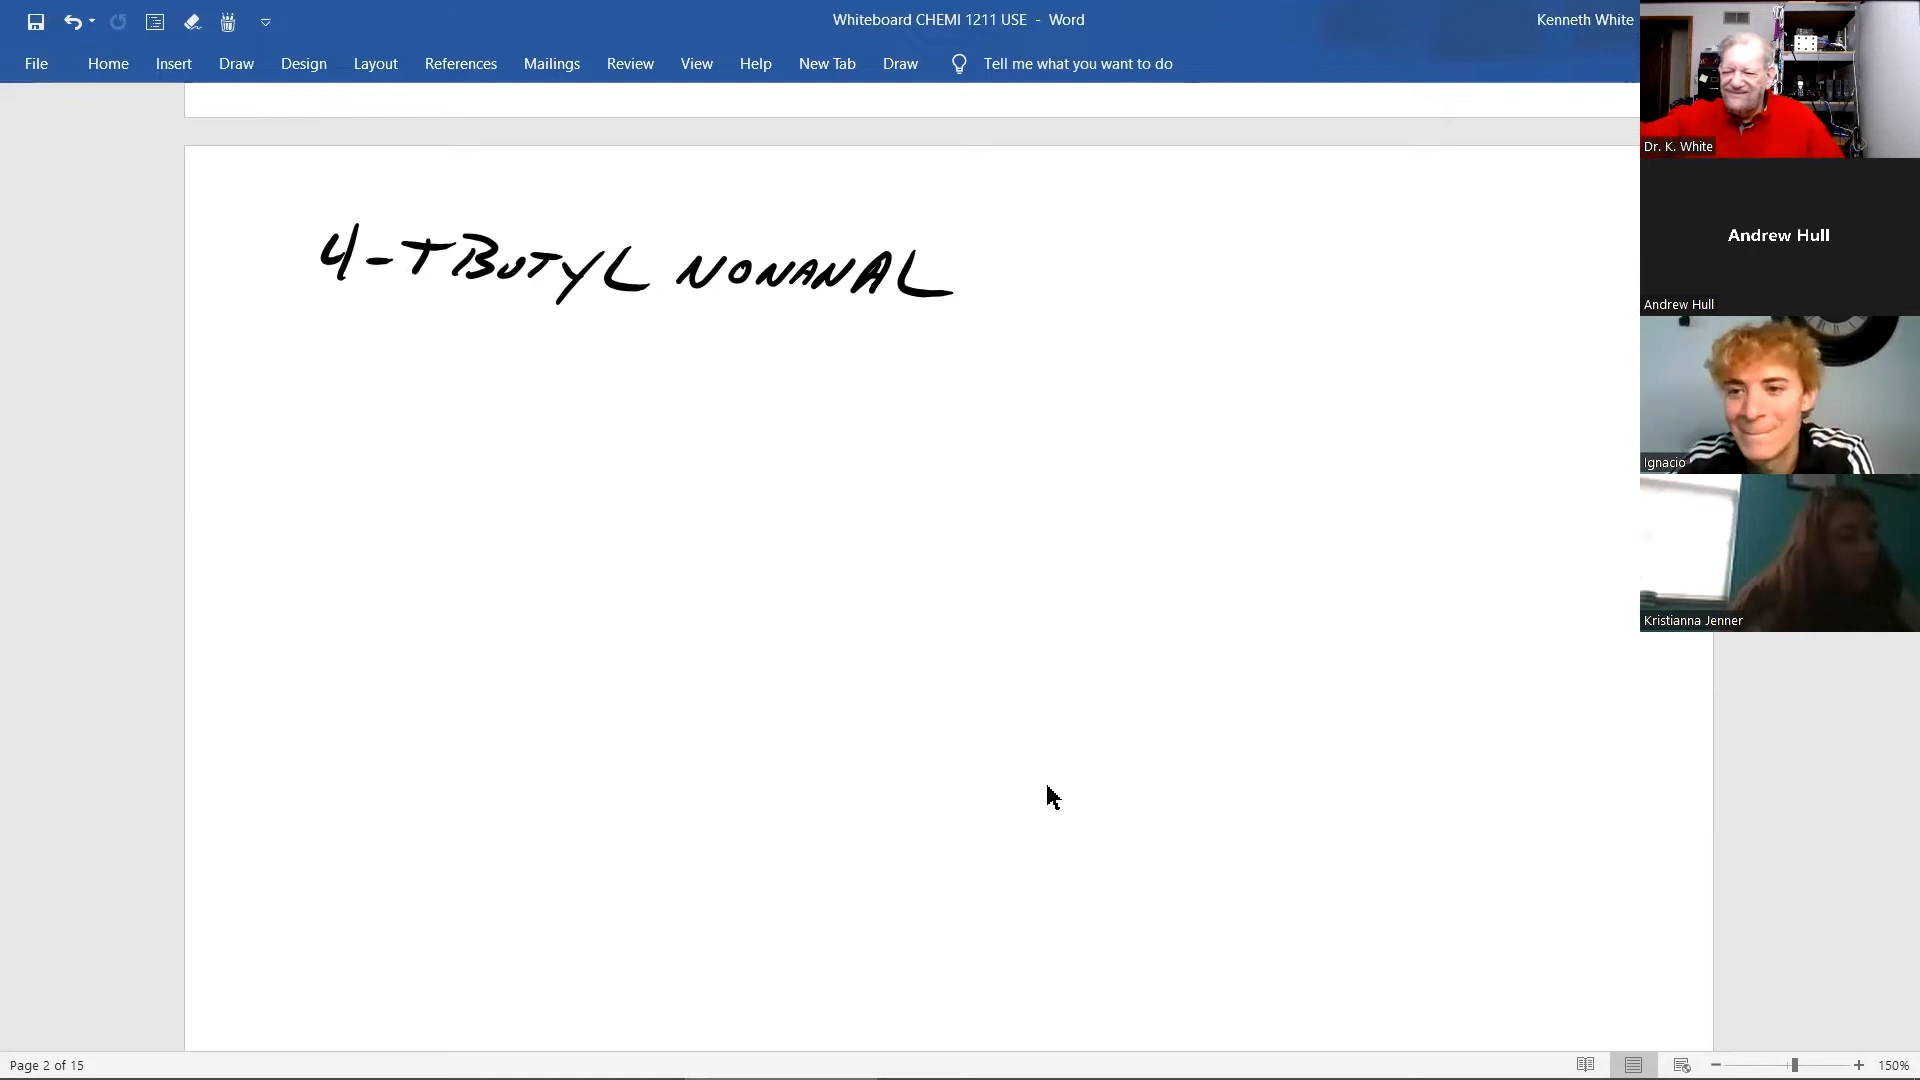 Whiteboard CHEMI 1211 USE - Word
Kenneth White
File Home Insert Draw Design Layout References Mailings Review View Help New Tab Draw Tell me what you want to do
4-TBUTYL NONANAL
Dr. K. White
Andrew Hull
Andrew Hull
Ignacio
Kristianna Jenner
Page 2 of 15
150%